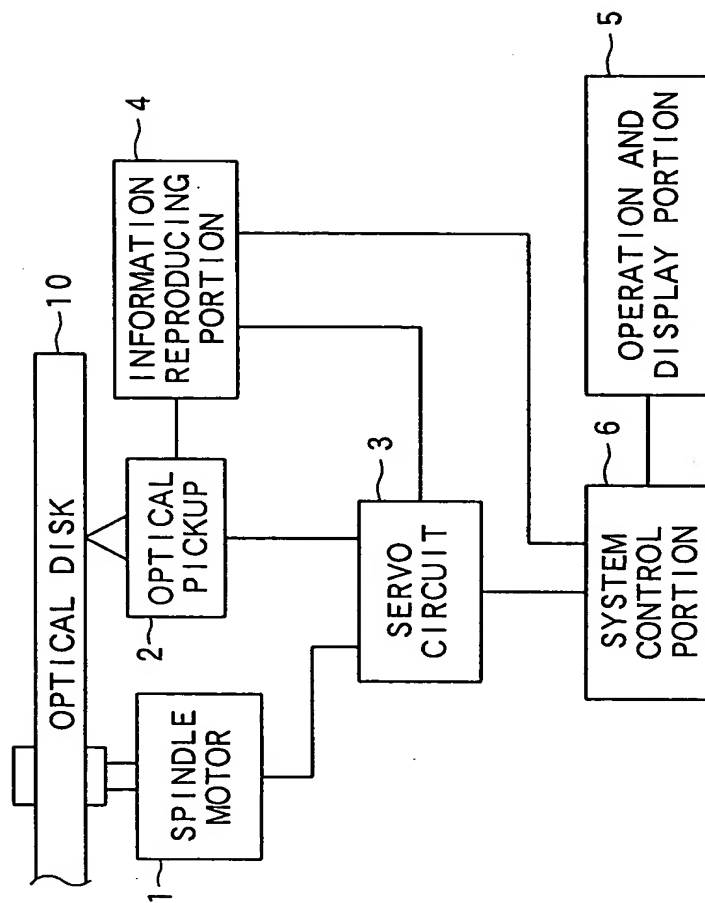 10
OPTICAL DISK
1
SPINDLE
MOTOR
2
OPTICAL
PICKUP
4
INFORMATION
REPRODUCING
PORTION
3
SERVO
CIRCUIT
6
SYSTEM
CONTROL
PORTION
5
OPERATION AND
DISPLAY PORTION